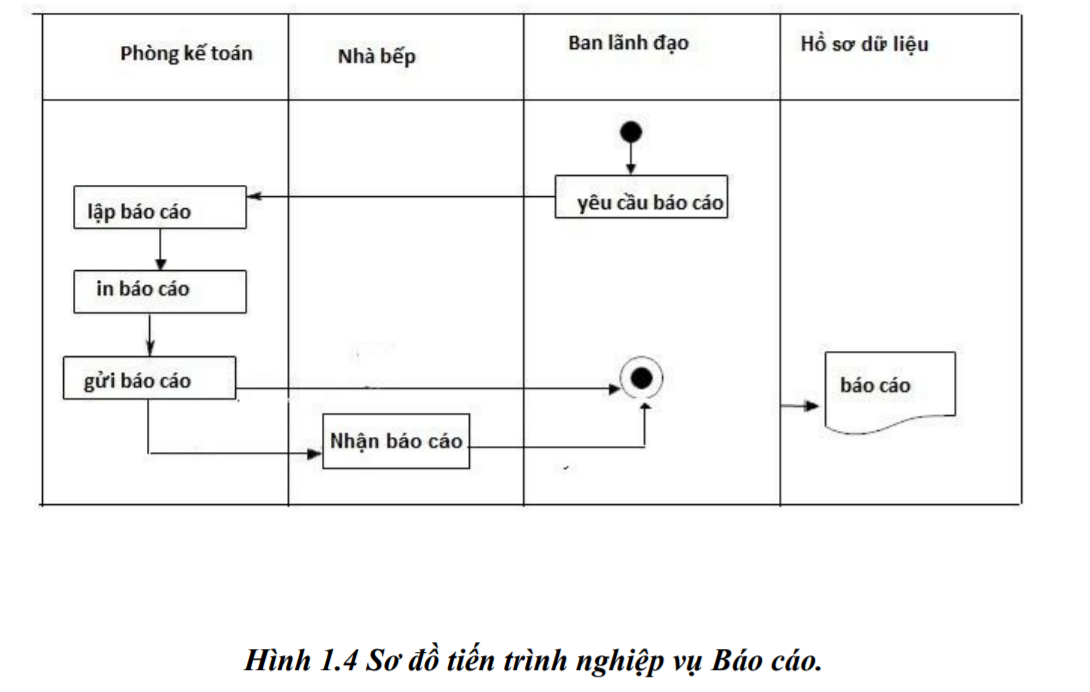 Phòng kế toán
Nhà bếp
Ban lãnh đạo
Hồ sơ dữ liệu
yêu cầu báo cáo
lập báo cáo
in báo cáo
gửi báo cáo
báo cáo
Nhận báo cáo
Hình 1.4 Sơ đồ tiến trình nghiệp vụ Báo cáo.